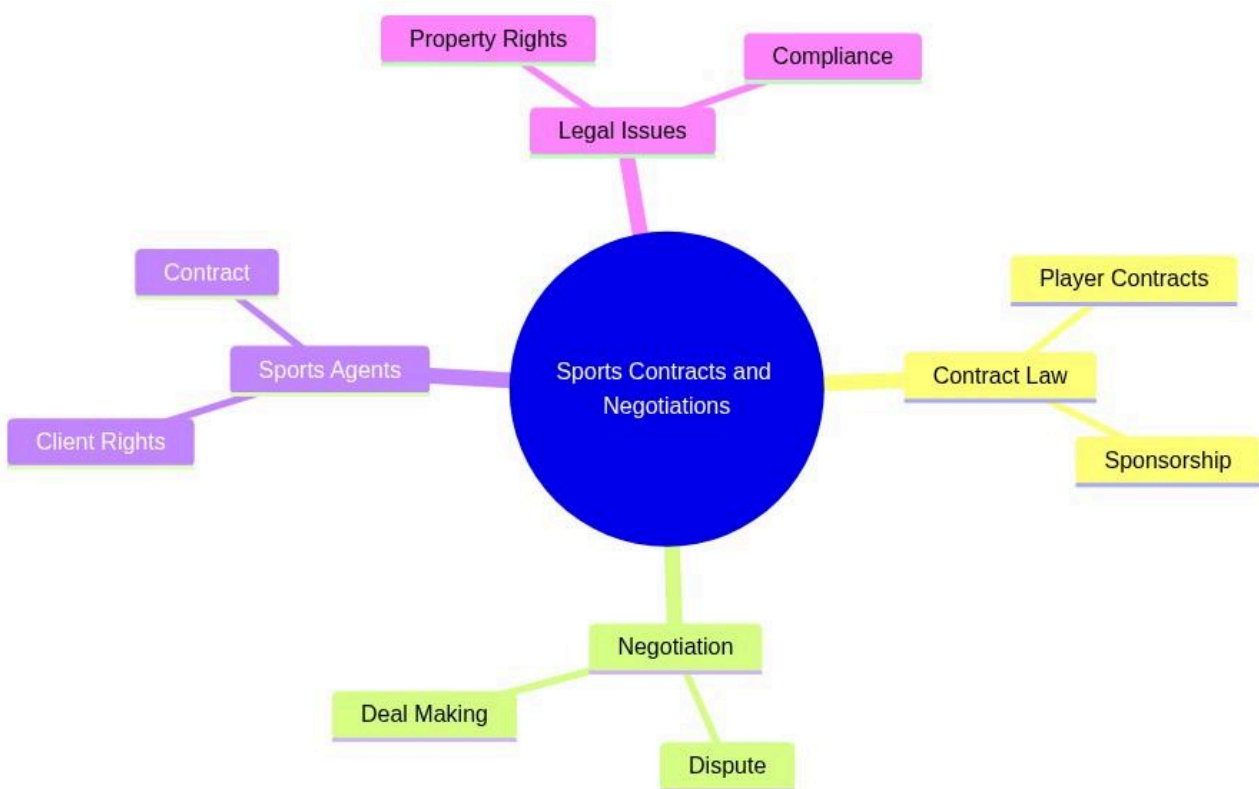 Property Rights
Compliance
Legal Issues
Contract
Sports Agents
Client Rights
Sports Contracts and
Negotiations
Player Contracts
Contract Law
Sponsorship
Negotiation
Deal Making
Dispute